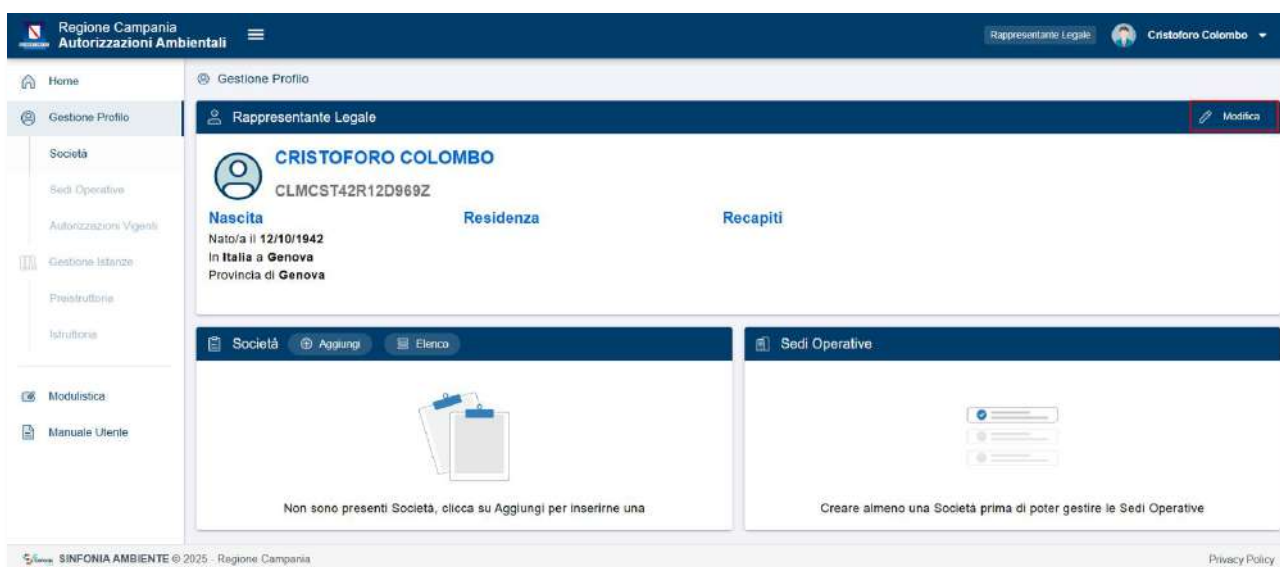 Regione Campania
Autorizzazioni Ambientali
Rappresentante Legale
Cristoforo Colombo
Home
Gestione Profilo
Società
Sedi Operative
Autorizzazioni Vigenti
Gestione Istanze
Preistruttoria
Istruttoria
Modulistica
Manuale Utente
Gestione Profilo
Rappresentante Legale
Modifica
CRISTOFORO COLOMBO
CLMCST42R12D969Z
Nascita
Nato/a il 12/10/1942
In Italia a Genova
Provincia di Genova
Residenza
Recapiti
Società
Aggiungi
Elenco
Non sono presenti Società, clicca su Aggiungi per inserirne una
Sedi Operative
Creare almeno una Società prima di poter gestire le Sedi Operative
SINFONIA AMBIENTE © 2025 - Regione Campania
Privacy Policy